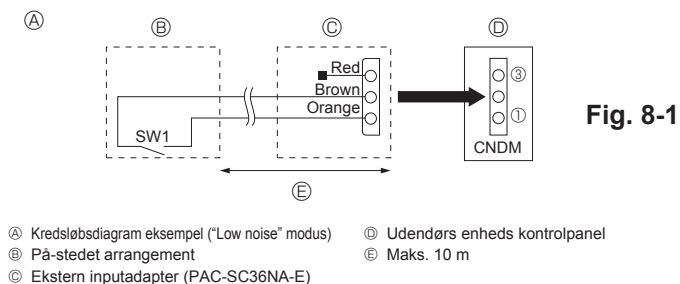 Ⓐ
Ⓑ
Ⓒ
Ⓓ
Red
Brown
Orange
SW1
③
①
CNDM
Ⓔ
Fig. 8-1
Ⓐ Kredsløbsdiagram eksempel ("Low noise" modus)
Ⓑ På-stedet arrangement
Ⓒ Ekstern inputadapter (PAC-SC36NA-E)
Ⓓ Udendørs enheds kontrolpanel
Ⓔ Maks. 10 m